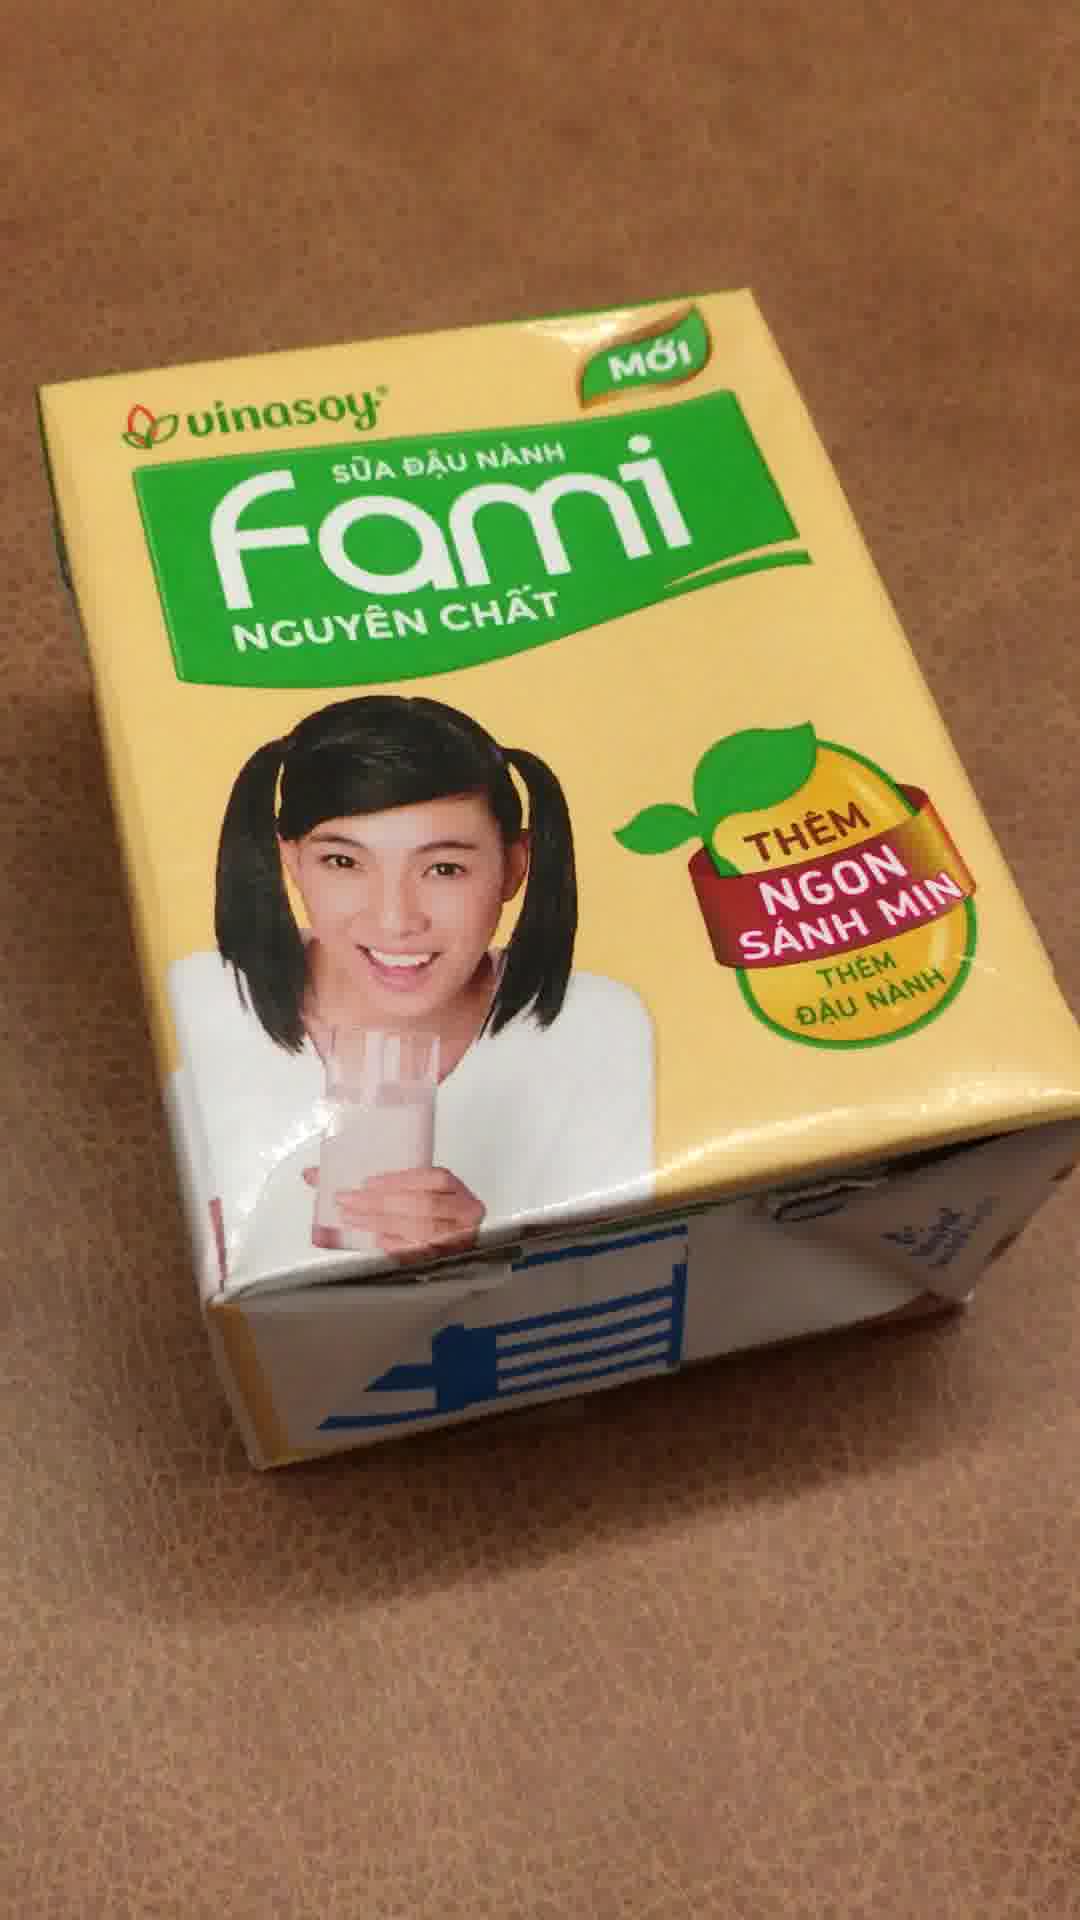 MỚI
vinasoy
SỮA ĐẬU NÀNH
fami
NGUYÊN CHẤT
THÊM
NGON
SÁNH MỊN
THÊM
ĐẬU NÀNH